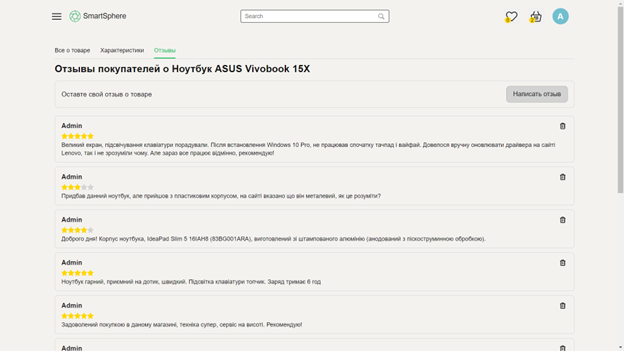 SmartSphere
Search
A
Все о товаре
Характеристики
Отзывы
Отзывы покупателей о Ноутбук ASUS Vivobook 15X
Оставте свой отзыв о товаре
Написать отзыв
Admin
Великий екран, підсвічування клавіатури порадували. Після встановлення Windows 10 Pro, не працював спочатку тачпад і вайфай. Довелося вручну оновлювати драйвера на сайті
Lenovo, так і не зрозуміли чому. Але зараз все працює відмінно, рекомендую!
Admin
Придбав данний ноутбук, але прийшов з пластиковим корпусом, на сайті вказано що він металевий, як це розуміти?
Admin
Доброго дня! Корпус ноутбука, IdeaPad Slim 5 16IAH8 (83BG001ARA), виготовлений зі штампованого алюмінію (анодований з піскоструминною обробкою).
Admin
Ноутбук гарний, приємний на дотик, швидкий. Підсвітка клавіатури топчик. Заряд тримає 6 год
Admin
Задоволений покупкою в даному магазині, техніка супер, сервіс на висоті. Рекомендую!
Admin